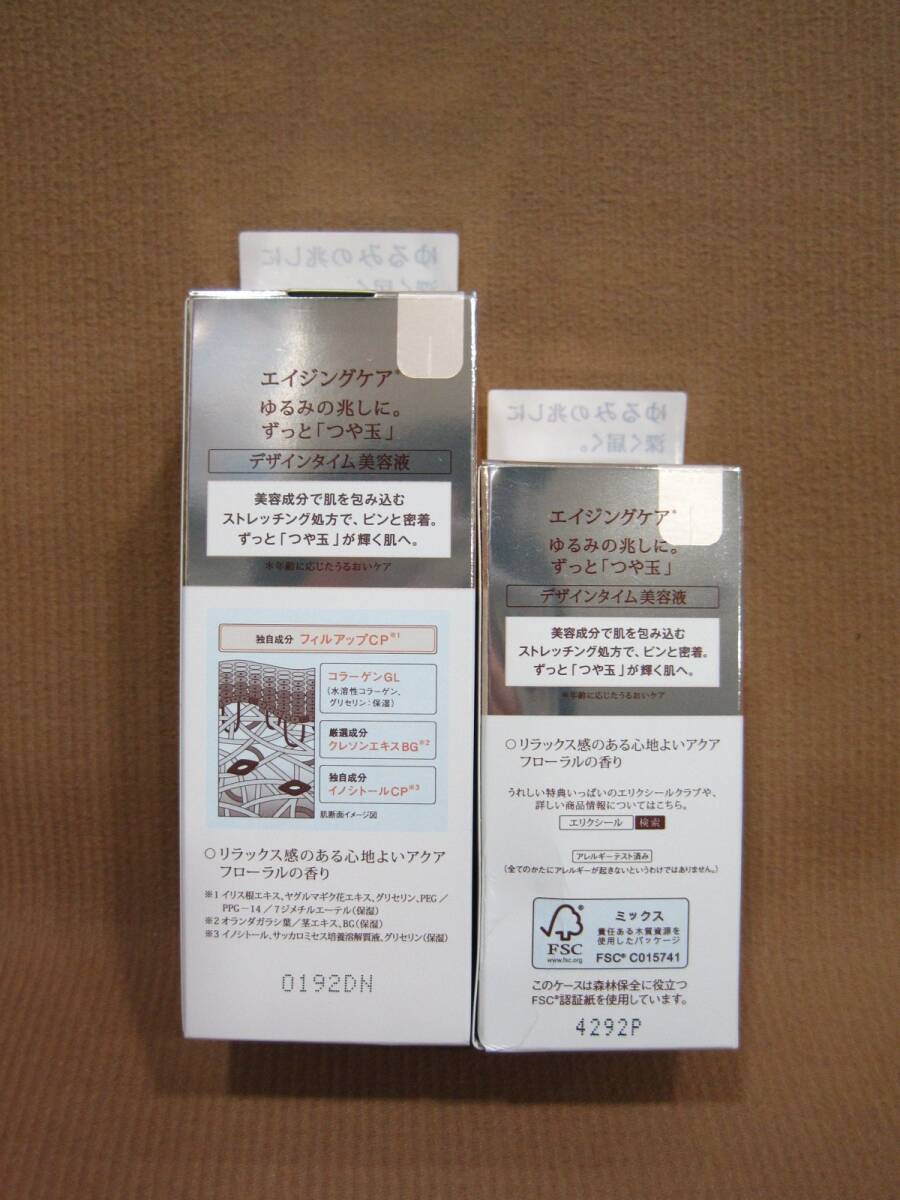 ゆるみの兆しに
深く届く
エイジングケア*
ゆるみの兆しに。
ずっと「つや玉」
デザインタイム美容液
美容成分で肌を包み込む
ストレッチング処方で、ピンと密着。
ずっと「つや玉」が輝く肌へ。
*年齢に応じたうるおいケア
独自成分 フィルアップCP※1
コラーゲンGL
(水溶性コラーゲン、
グリセリン:保湿)
厳選成分
クレソンエキスBG※2
独自成分
イノシトールCP※3
肌断面イメージ図
○リラックス感のある心地よいアクア
フローラルの香り
※1 イリス根エキス、ヤグルマギク花エキス、グリセリン、PEG/
PPG-14/7ジメチルエーテル(保湿)
※2 オランダガラシ葉/茎エキス、BG(保湿)
※3 イノシトール、サッカロミセス培養溶解質液、グリセリン(保湿)
0192DN
ゆるみの兆しに
深く届く。
エイジングケア*
ゆるみの兆しに。
ずっと「つや玉」
デザインタイム美容液
美容成分で肌を包み込む
ストレッチング処方で、ピンと密着。
ずっと「つや玉」が輝く肌へ。
*年齢に応じたうるおいケア
○リラックス感のある心地よいアクア
フローラルの香り
うれしい特典いっぱいのエリクシールクラブや、
詳しい商品情報についてはこちら。
エリクシール 検索
アレルギーテスト済み
(全てのかたにアレルギーが起きないというわけではありません。)
FSC
www.fsc.org
ミックス
責任ある木質資源を
使用したパッケージ
FSC® C015741
このケースは森林保全に役立つ
FSC®認証紙を使用しています。
4292P